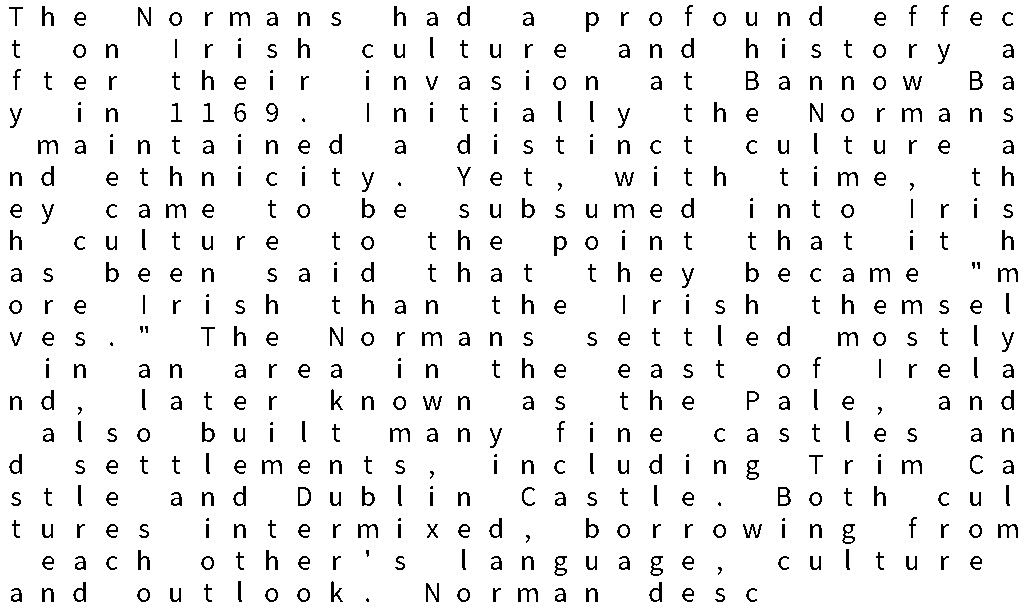 The Normans had a profound effec
t on Irish culture and history a
fter their invasion at Bannow Ba
y in 1169. Initially the Normans
 maintained a distinct culture a
nd ethnicity. Yet, with time, th
ey came to be subsumed into Iris
h culture to the point that it h
as been said that they became "m
ore Irish than the Irish themsel
ves." The Normans settled mostly
 in an area in the east of Irela
nd, later known as the Pale, and
 also built many fine castles an
d settlements, including Trim Ca
stle and Dublin Castle. Both cul
tures intermixed, borrowing from
 each other's language, culture
and outlook. Norman desc